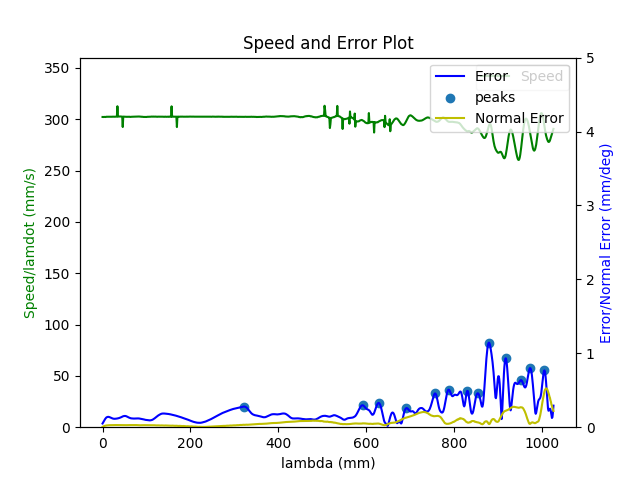 Speed and Error Plot
350
300
250
200
150
100
50
0
Speed/lamdot (mm/s)
0 200 400 600 800 1000
lambda (mm)
5
4
3
2
1
0
Error/Normal Error (mm/deg)
Speed
Error
peaks
Normal Error